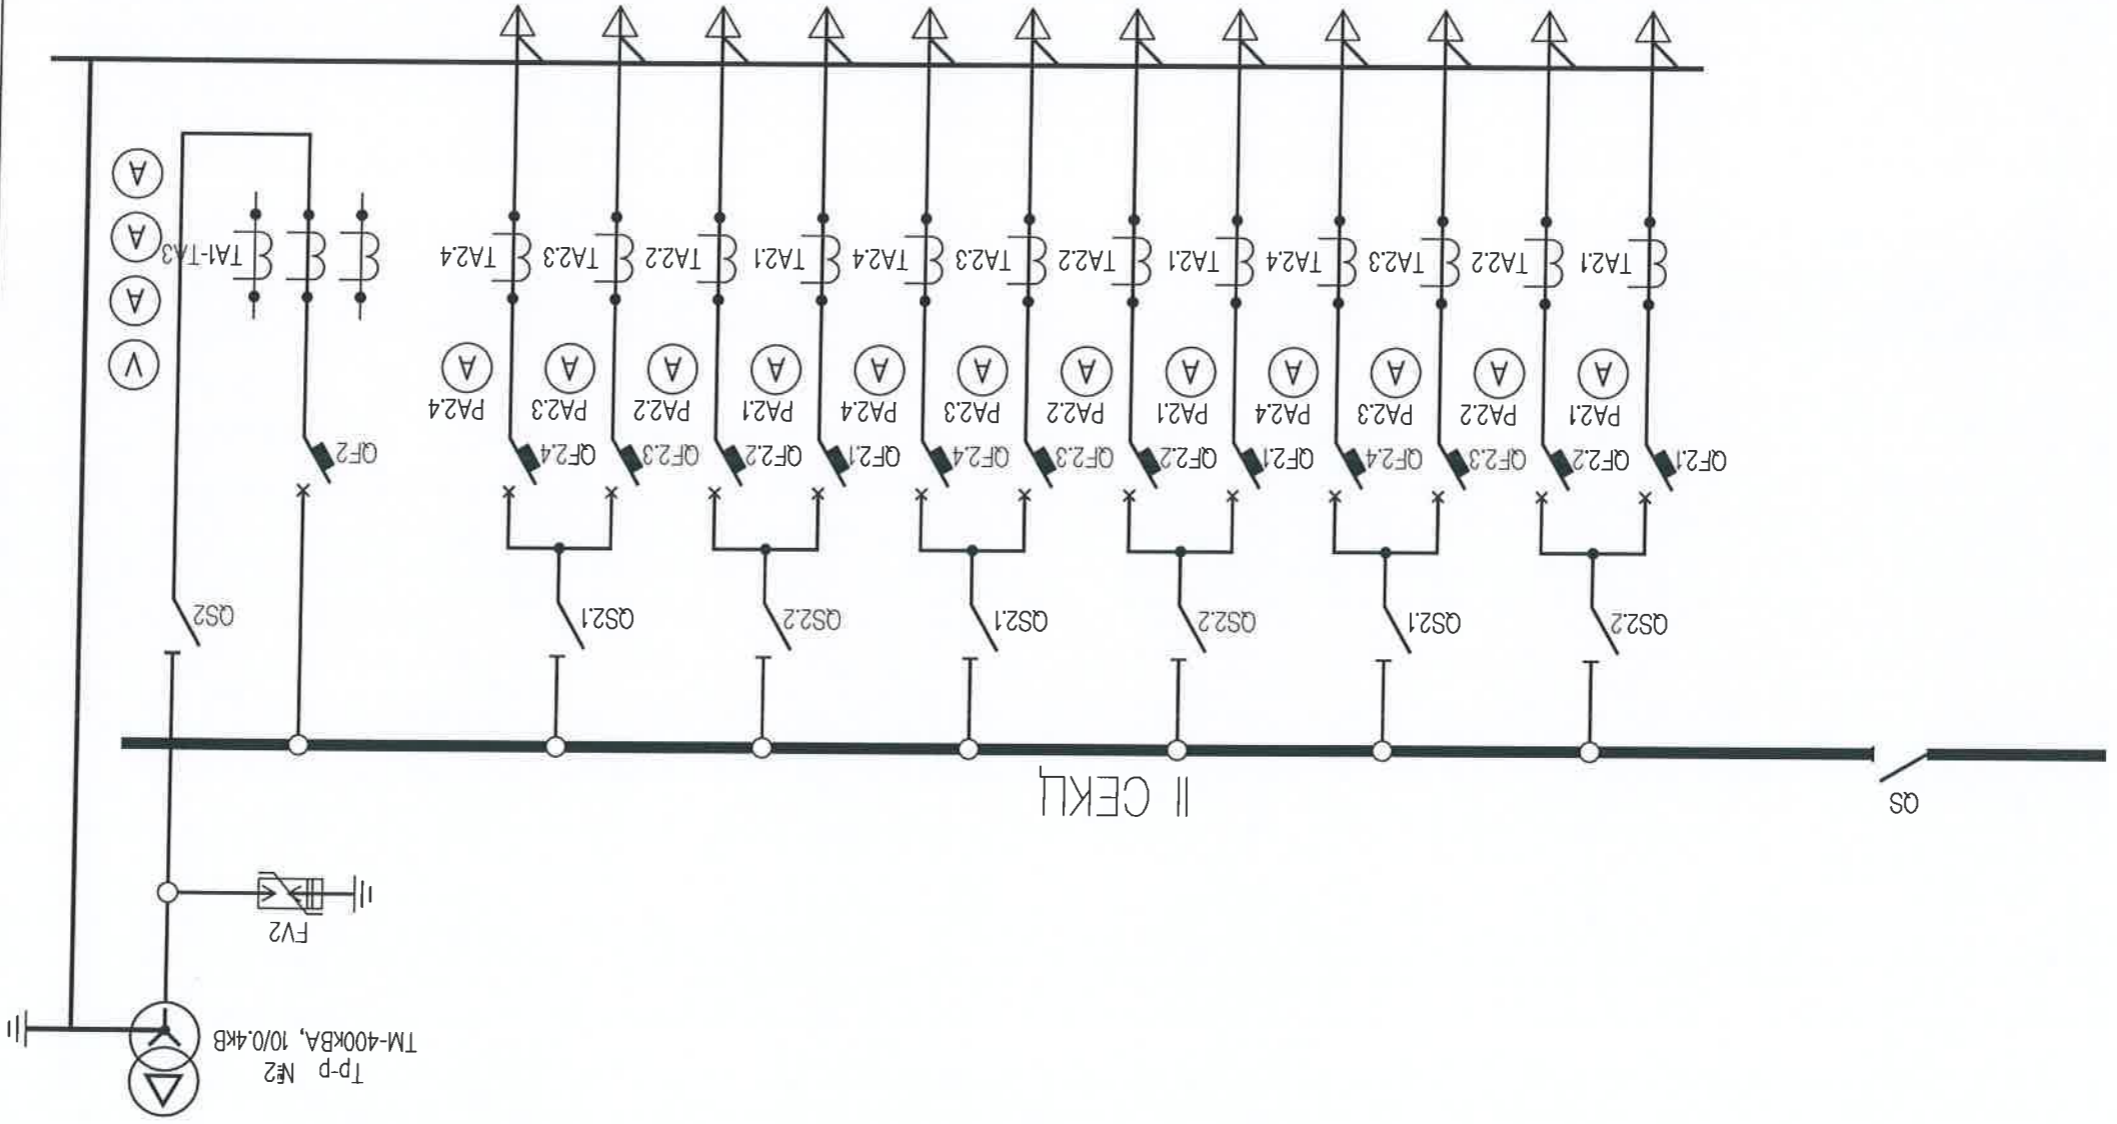 Тр-р №2
ТМ-400кВА, 10/0.4кВ
FV2
QS
II СЕКЦ
QS2.2 QS2.1 QS2.2 QS2.1 QS2.2 QS2.1 QS2
QF2.1 QF2.2 QF2.3 QF2.4 QF2.1 QF2.2 QF2.3 QF2.4 QF2.1 QF2.2 QF2.3 QF2.4 QF2
PA2.1 PA2.2 PA2.3 PA2.4 PA2.1 PA2.2 PA2.3 PA2.4 PA2.1 PA2.2 PA2.3 PA2.4
A A A A A A A A A A A A V
A
TA2.1 TA2.2 TA2.3 TA2.4 TA2.1 TA2.2 TA2.3 TA2.4 TA2.1 TA2.2 TA2.3 TA2.4 TA1-TA3
A
A